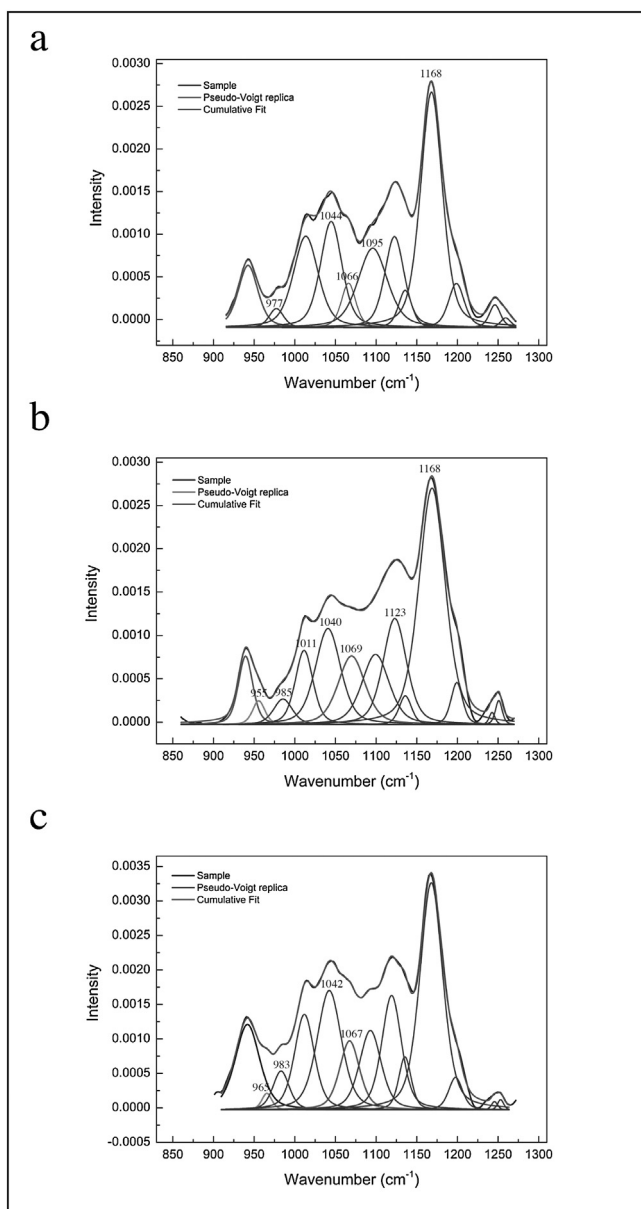 a
0.0030
0.0025
0.0020
0.0015
0.0010
0.0005
0.0000
Intensity
Sample
Pseudo-Voigt replica
Cumulative Fit
977
1044
1066
1095
1168
850 900 950 1000 1050 1100 1150 1200 1250 1300
Wavenumber (cm⁻¹)
b
0.0030
0.0025
0.0020
0.0015
0.0010
0.0005
0.0000
Intensity
Sample
Pseudo-Voigt replica
Cumulative Fit
955
985
1011
1040
1069
1123
1168
850 900 950 1000 1050 1100 1150 1200 1250 1300
Wavenumber (cm⁻¹)
c
0.0035
0.0030
0.0025
0.0020
0.0015
0.0010
0.0005
0.0000
-0.0005
Intensity
Sample
Pseudo-Voigt replica
Cumulative Fit
965
983
1042
1067
1168
850 900 950 1000 1050 1100 1150 1200 1250 1300
Wavenumber (cm⁻¹)